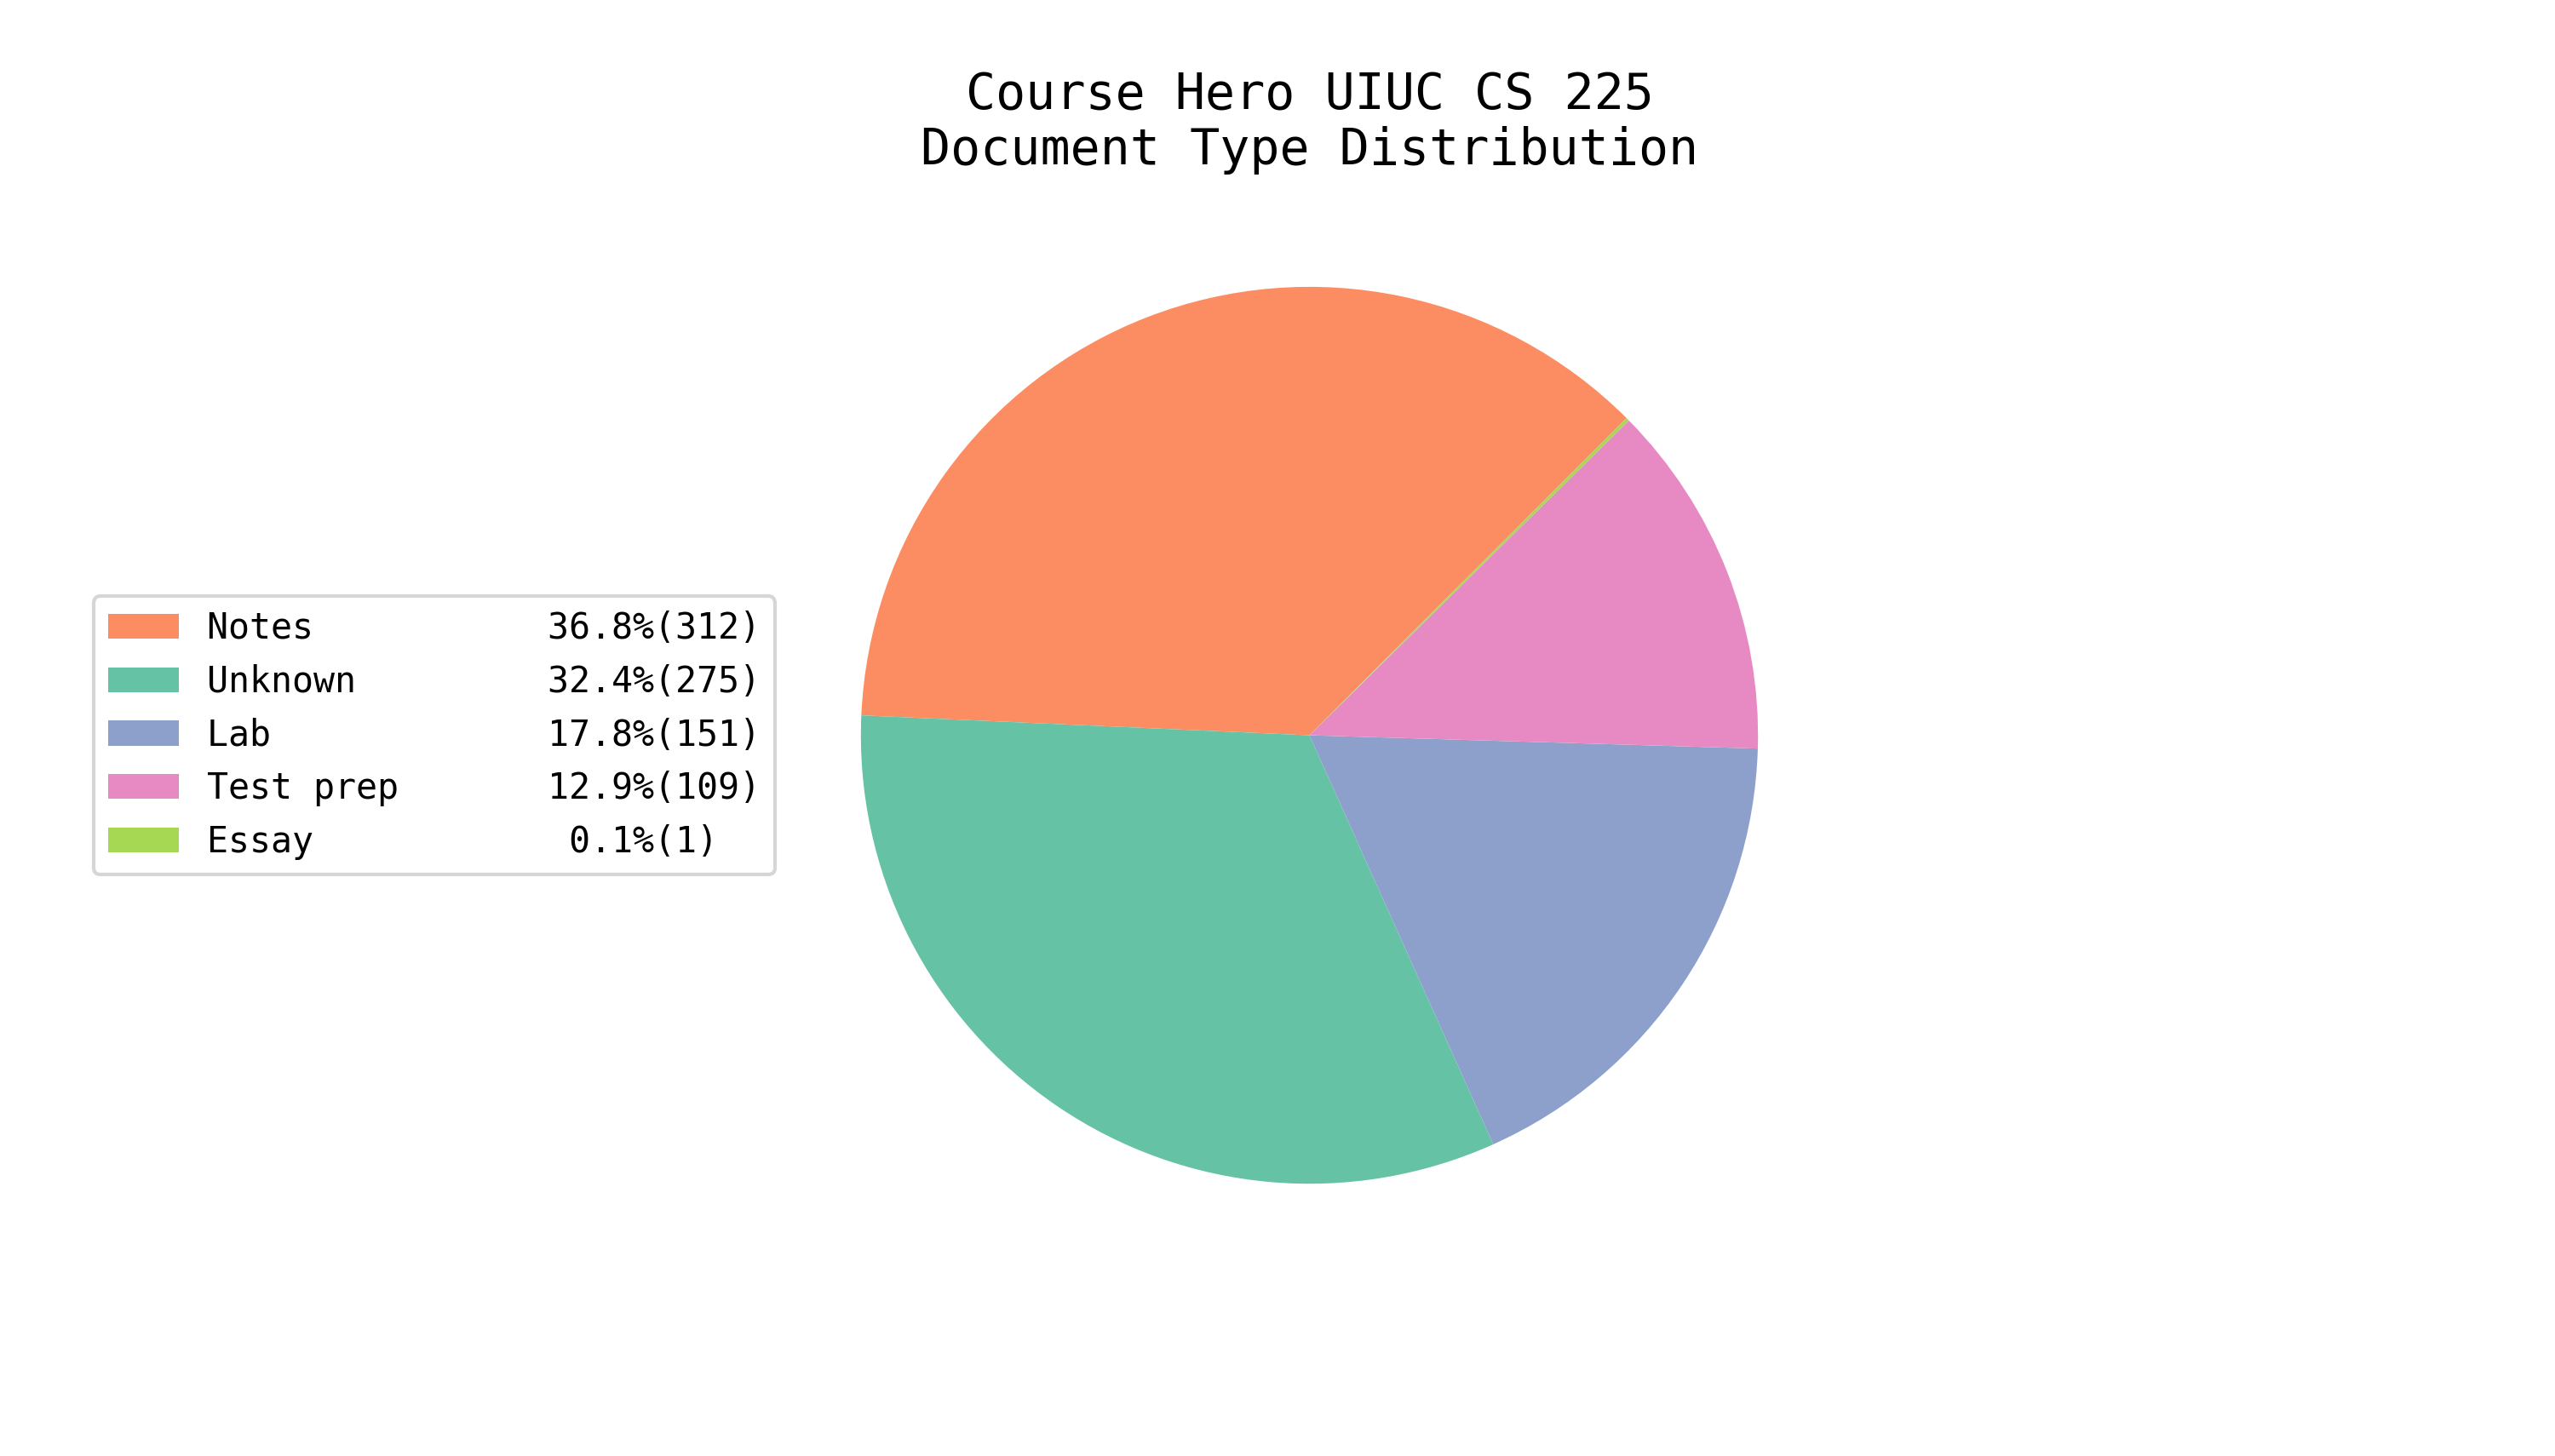 Course Hero UIUC CS 225
Document Type Distribution
Notes 36.8%(312)
Unknown 32.4%(275)
Lab 17.8%(151)
Test prep 12.9%(109)
Essay 0.1%(1)